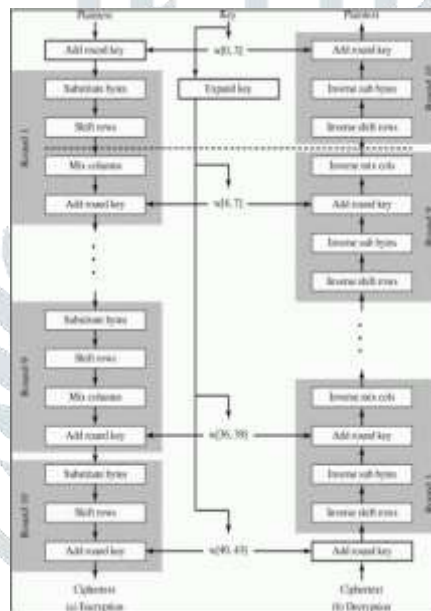 Plaintext
Add round key
Substitute bytes
Shift rows
Mix columns
Add round key
Round 1
Substitute bytes
Shift rows
Mix columns
Add round key
Round 9
Substitute bytes
Shift rows
Add round key
Round 10
Ciphertext
(a) Encryption
Key
w[0, 3]
Expand key
w[4, 7]
w[36, 39]
w[40, 43]
Plaintext
Add round key
Inverse sub bytes
Inverse shift rows
Round 10
Inverse mix cols
Add round key
Inverse sub bytes
Inverse shift rows
Round 9
Inverse mix cols
Add round key
Inverse sub bytes
Inverse shift rows
Round 1
Add round key
Ciphertext
(b) Decryption